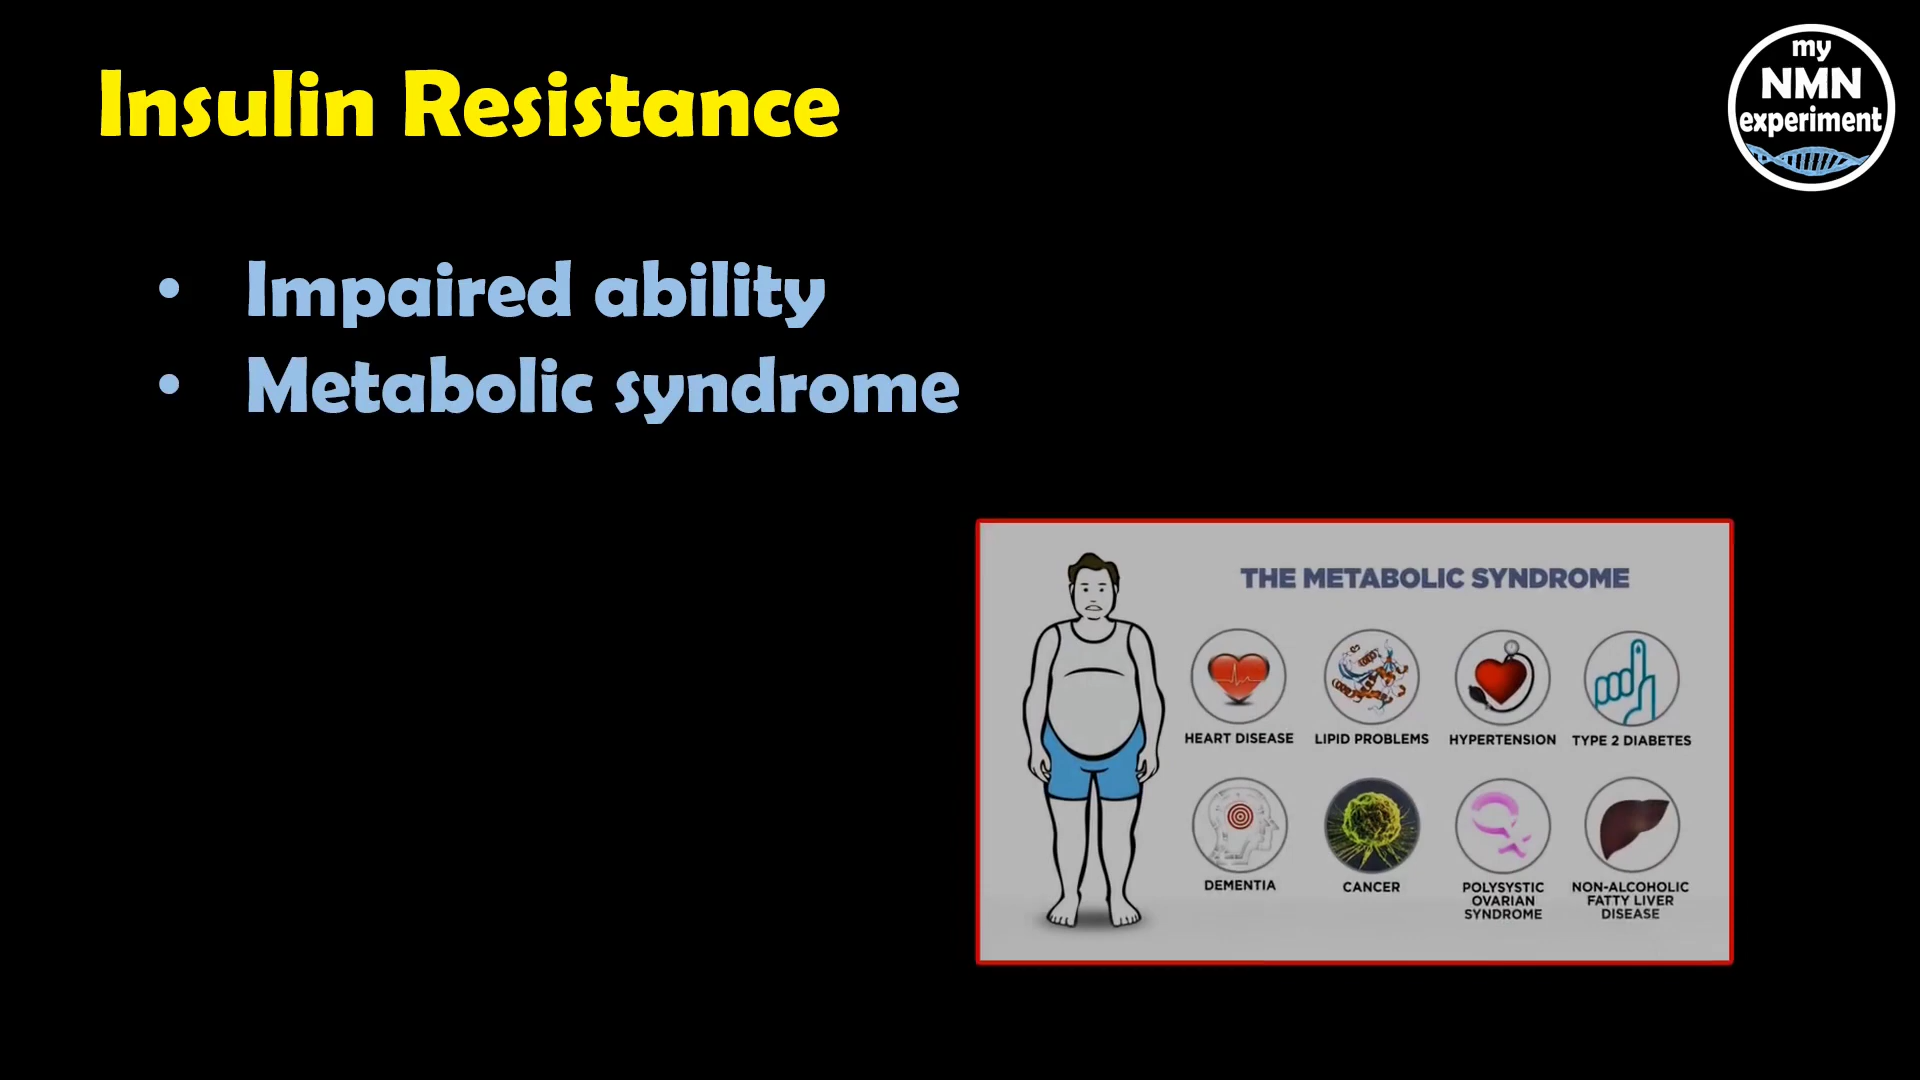 Insulin Resistance
my
NMN
experiment
• Impaired ability
• Metabolic syndrome
THE METABOLIC SYNDROME
HEART DISEASE
LIPID PROBLEMS
HYPERTENSION
TYPE 2 DIABETES
DEMENTIA
CANCER
POLYSYSTIC
OVARIAN
SYNDROME
NON-ALCOHOLIC
FATTY LIVER
DISEASE